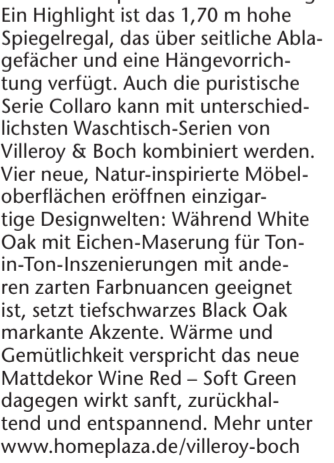 Ein Highlight ist das 1,70 m hohe
Spiegelregal, das über seitliche Abla-
gefächer und eine Hängevorrich-
tung verfügt. Auch die puristische
Serie Collaro kann mit unterschied-
lichsten Waschtisch-Serien von
Villeroy & Boch kombiniert werden.
Vier neue, Natur-inspirierte Möbel-
oberflächen eröffnen einzigar-
tige Designwelten: Während White
Oak mit Eichen-Maserung für Ton-
in-Ton-Inszenierungen mit ande-
ren zarten Farbnuancen geeignet
ist, setzt tiefschwarzes Black Oak
markante Akzente. Wärme und
Gemütlichkeit verspricht das neue
Mattdekor Wine Red – Soft Green
dagegen wirkt sanft, zurückhal-
tend und entspannend. Mehr unter
www.homeplaza.de/villeroy-boch